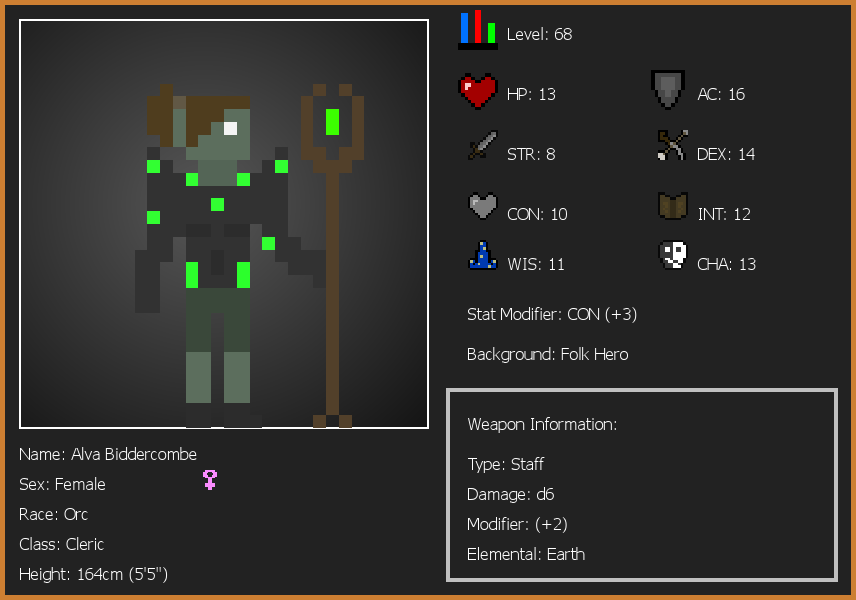 Level: 68
HP: 13
AC: 16
STR: 8
DEX: 14
CON: 10
INT: 12
WIS: 11
CHA: 13
Stat Modifier: CON (+3)
Background: Folk Hero
Weapon Information:
Type: Staff
Damage: d6
Modifier: (+2)
Elemental: Earth
Name: Alva Biddercombe
Sex: Female
Race: Orc
Class: Cleric
Height: 164cm (5'5")